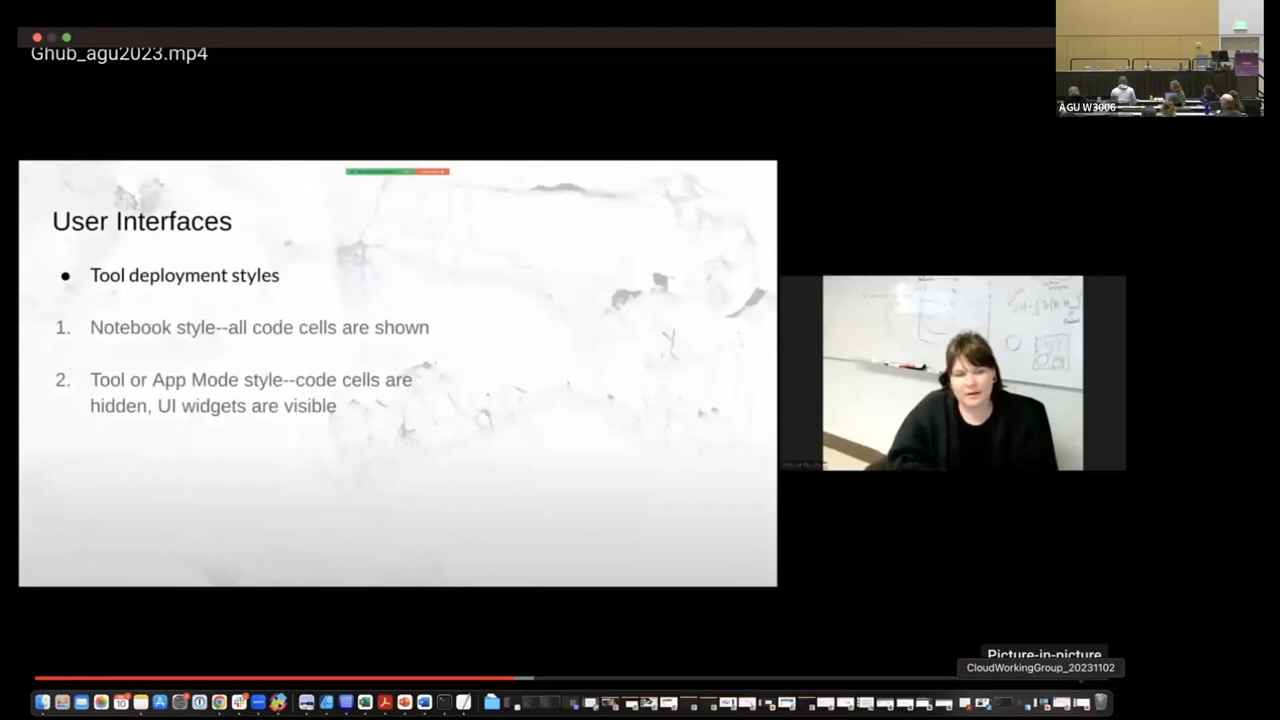 Ghub_agu2023.mp4
AGU W3006
User Interfaces
● Tool deployment styles
1. Notebook style--all code cells are shown
2. Tool or App Mode style--code cells are
hidden, UI widgets are visible
Picture-in-picture
CloudWorkingGroup_20231102